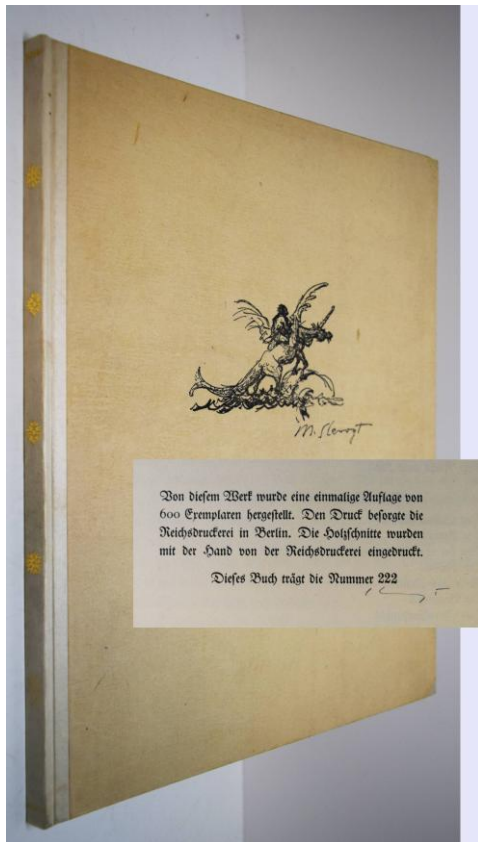 M. Slevogt
Von diesem Werk wurde eine einmalige Auflage von
600 Exemplaren hergestellt. Den Druck besorgte die
Reichsdruckerei in Berlin. Die Holzschnitte wurden
mit der Hand von der Reichsdruckerei eingedruckt.
Dieses Buch trägt die Nummer 222